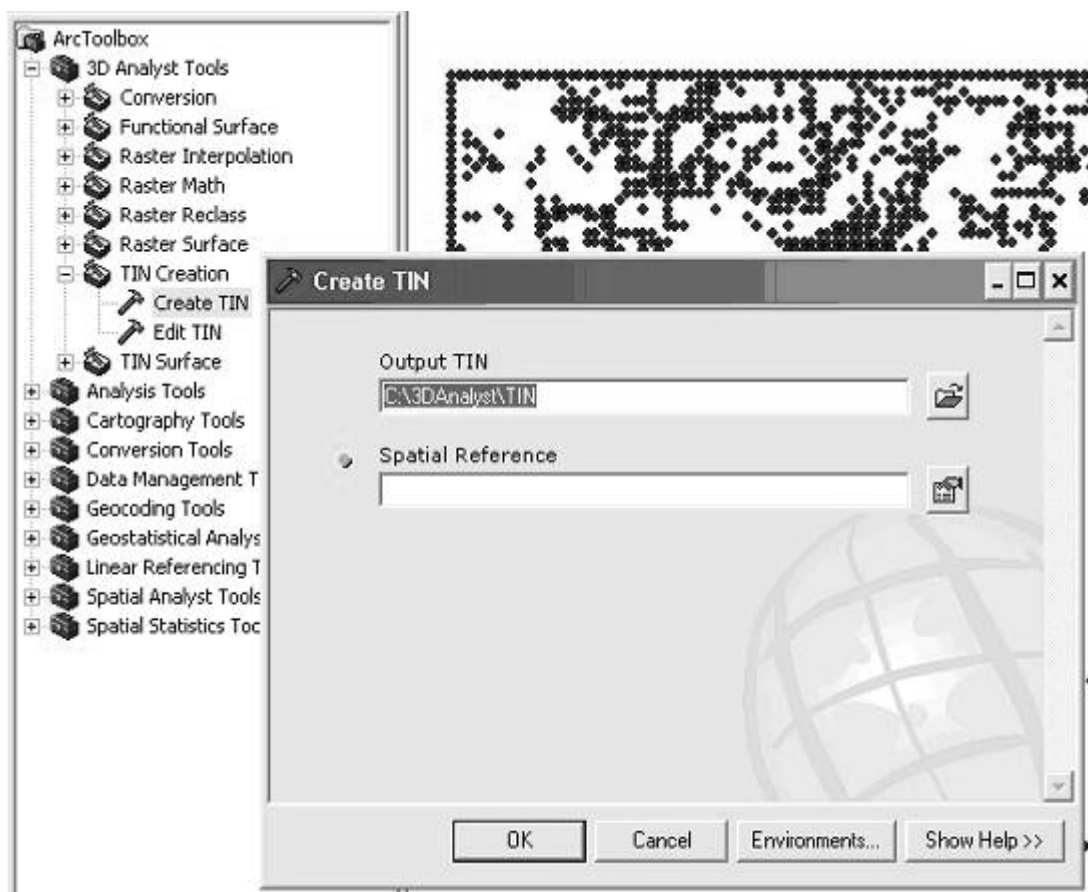 ArcToolbox
3D Analyst Tools
Conversion
Functional Surface
Raster Interpolation
Raster Math
Raster Reclass
Raster Surface
TIN Creation
Create TIN
Edit TIN
TIN Surface
Analysis Tools
Cartography Tools
Conversion Tools
Data Management T
Geocoding Tools
Geostatistical Analys
Linear Referencing T
Spatial Analyst Tools
Spatial Statistics Toc
Create TIN
Output TIN
C:\3DAnalyst\TIN
Spatial Reference
OK
Cancel
Environments...
Show Help >>